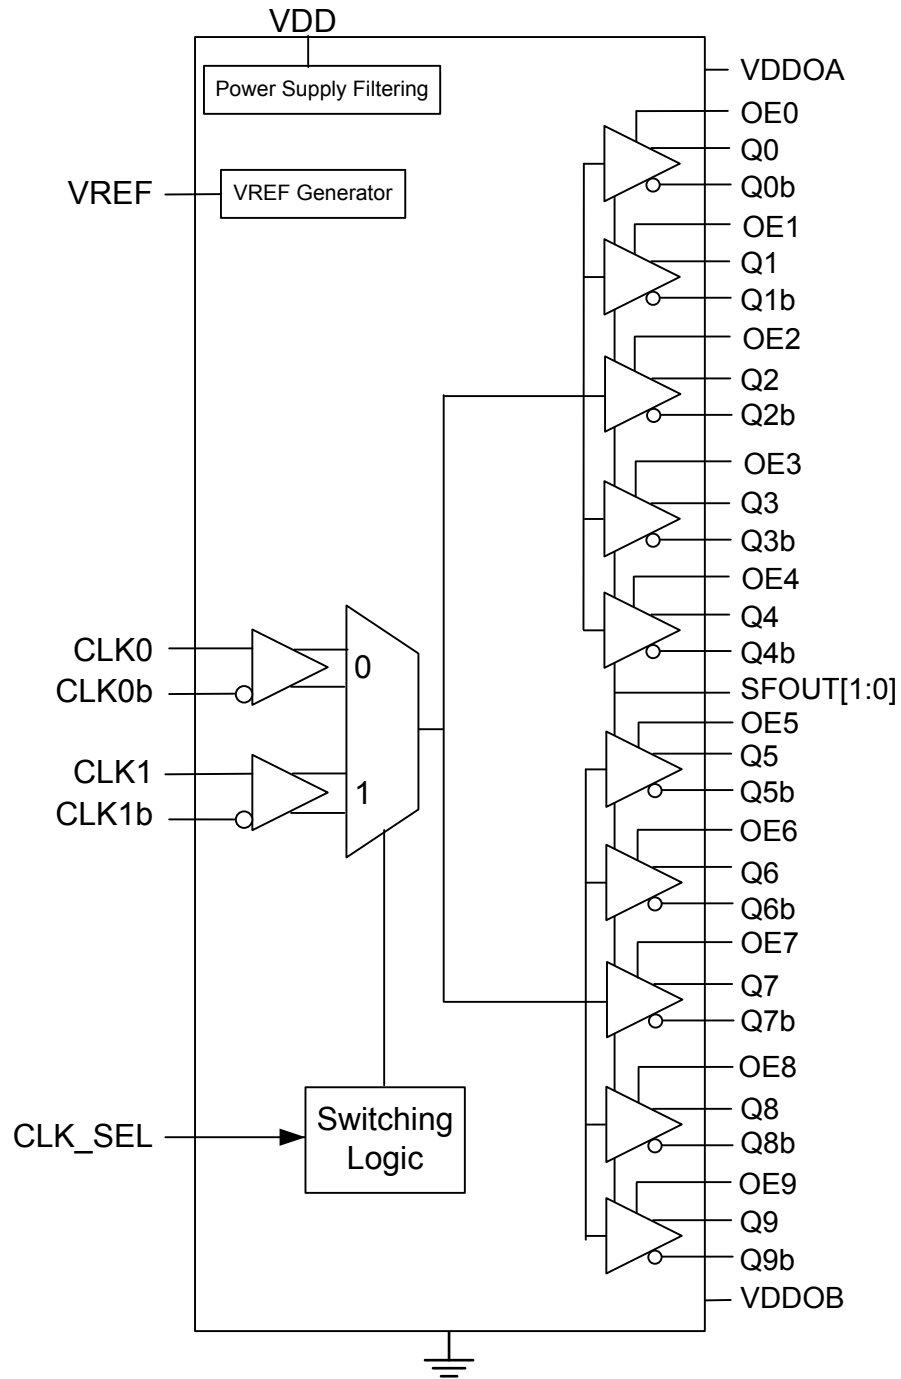 VDD
Power Supply Filtering
VREF
VREF Generator
CLK0
CLK0b
CLK1
CLK1b
0
1
CLK_SEL
Switching
Logic
VDDOA
OE0
Q0
Q0b
OE1
Q1
Q1b
OE2
Q2
Q2b
OE3
Q3
Q3b
OE4
Q4
Q4b
SFOUT[1:0]
OE5
Q5
Q5b
OE6
Q6
Q6b
OE7
Q7
Q7b
OE8
Q8
Q8b
OE9
Q9
Q9b
VDDOB